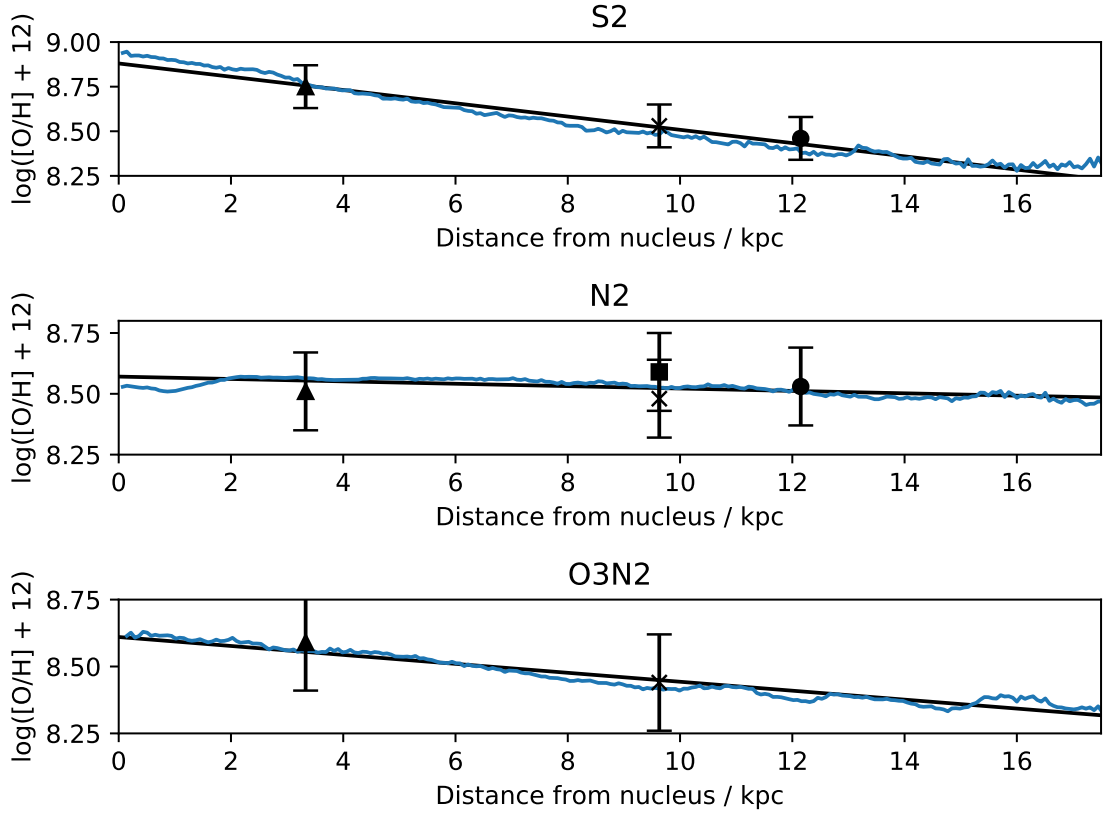 S2
log([O/H] + 12)
9.00
8.75
8.50
8.25
0 2 4 6 8 10 12 14 16
Distance from nucleus / kpc
N2
log([O/H] + 12)
8.75
8.50
8.25
0 2 4 6 8 10 12 14 16
Distance from nucleus / kpc
O3N2
log([O/H] + 12)
8.75
8.50
8.25
0 2 4 6 8 10 12 14 16
Distance from nucleus / kpc